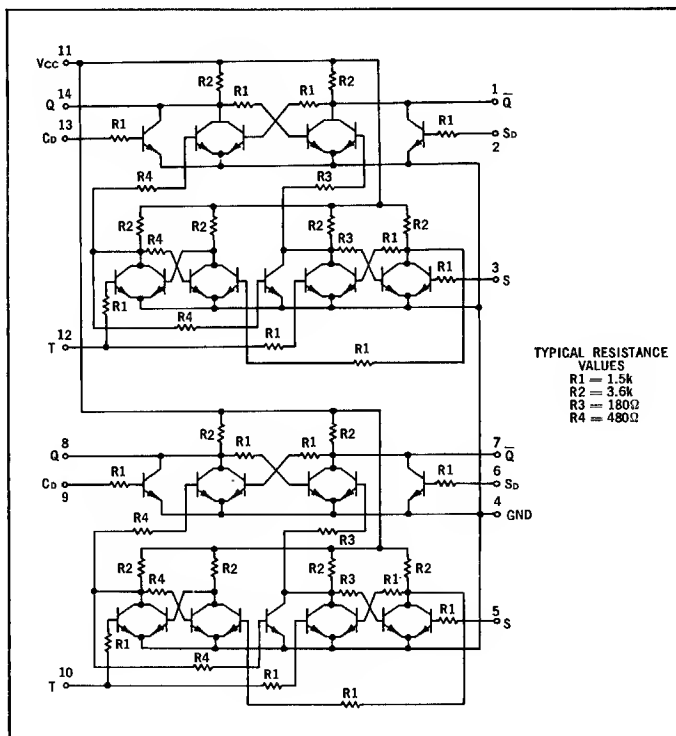 11
VCC
R2 R2
14 1
Q R1 R1 Q̅
13
CD R1 R1 SD
2
R4 R3
R2 R2 R2 R2
R4 R3 R1
R1 R1 3
S
12 R4
T R1
R1
TYPICAL RESISTANCE
VALUES
R1 = 1.5k
R2 = 3.6k
R3 = 180Ω
R4 = 480Ω
R2 R2
8 7
Q R1 R1 Q̅
R1 R1 6
CD SD
9 4
GND
R4 R3
R2 R2 R2 R2
R4 R3 R1
R1 R1 5
S
10 R4
T R1
R1